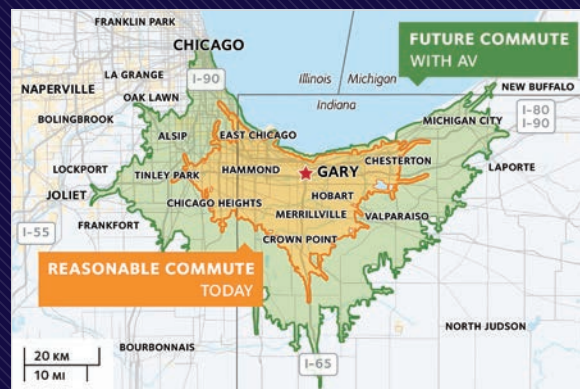 FRANKLIN PARK
CHICAGO
FUTURE COMMUTE
WITH AV
LA GRANGE
I-90
Illinois
Michigan
Indiana
NAPERVILLE
OAK LAWN
NEW BUFFALO
BOLINGBROOK
I-80
I-90
ALSIP
EAST CHICAGO
MICHIGAN CITY
LOCKPORT
TINLEY PARK
HAMMOND
GARY
CHESTERTON
LAPORTE
JOLIET
HOBART
CHICAGO HEIGHTS
MERRILLVILLE
VALPARAISO
FRANKFORT
I-55
CROWN POINT
REASONABLE COMMUTE
TODAY
NORTH JUDSON
BOURBONNAIS
20 KM
10 MI
I-65